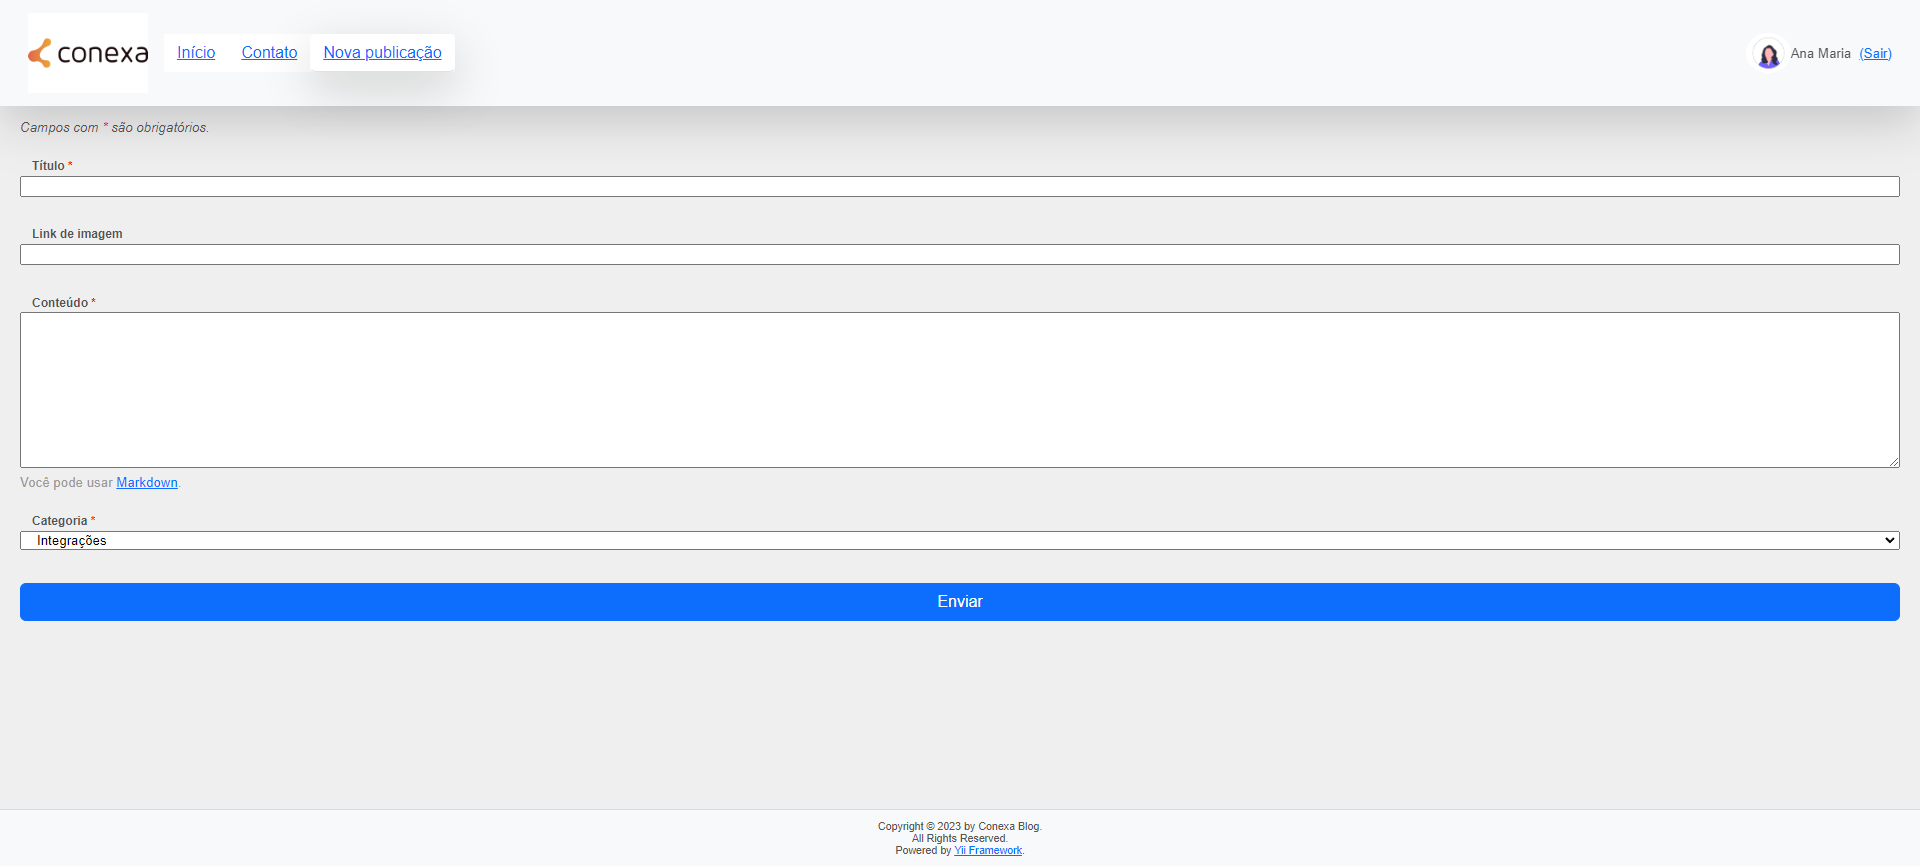 conexa
Início Contato Nova publicação
Ana Maria (Sair)
Campos com * são obrigatórios.
Título *
Link de imagem
Conteúdo *
Você pode usar Markdown.
Categoria *
Integrações
Enviar
Copyright © 2023 by Conexa Blog.
All Rights Reserved.
Powered by Yii Framework.